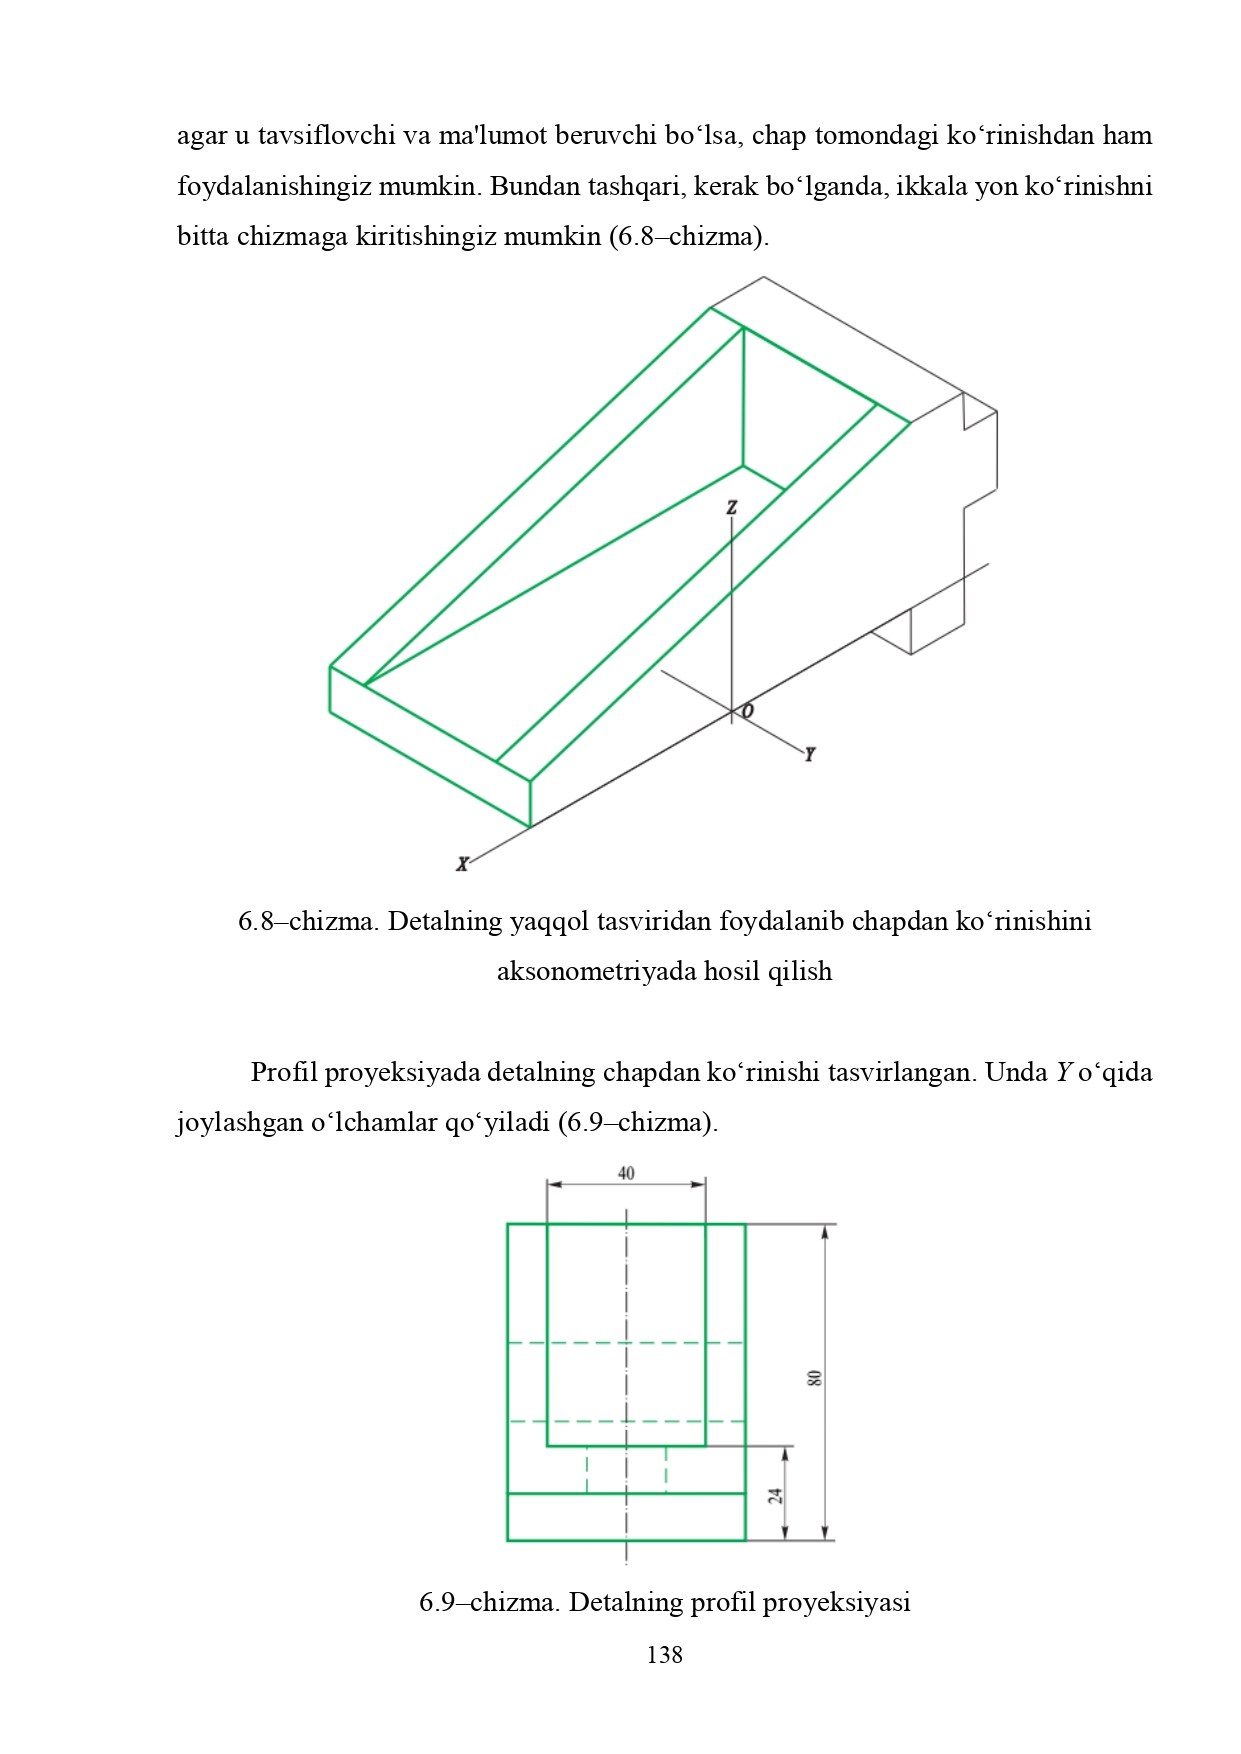 agar u tavsiflovchi va ma'lumot beruvchi bo‘lsa, chap tomondagi ko‘rinishdan ham
foydalanishingiz mumkin. Bundan tashqari, kerak bo‘lganda, ikkala yon ko‘rinishni
bitta chizmaga kiritishingiz mumkin (6.8–chizma).
Z
O
Y
X
6.8–chizma. Detalning yaqqol tasviridan foydalanib chapdan ko‘rinishini
aksonometriyada hosil qilish
Profil proyeksiyada detalning chapdan ko‘rinishi tasvirlangan. Unda Y o‘qida
joylashgan o‘lchamlar qo‘yiladi (6.9–chizma).
40
80
24
6.9–chizma. Detalning profil proyeksiyasi
138